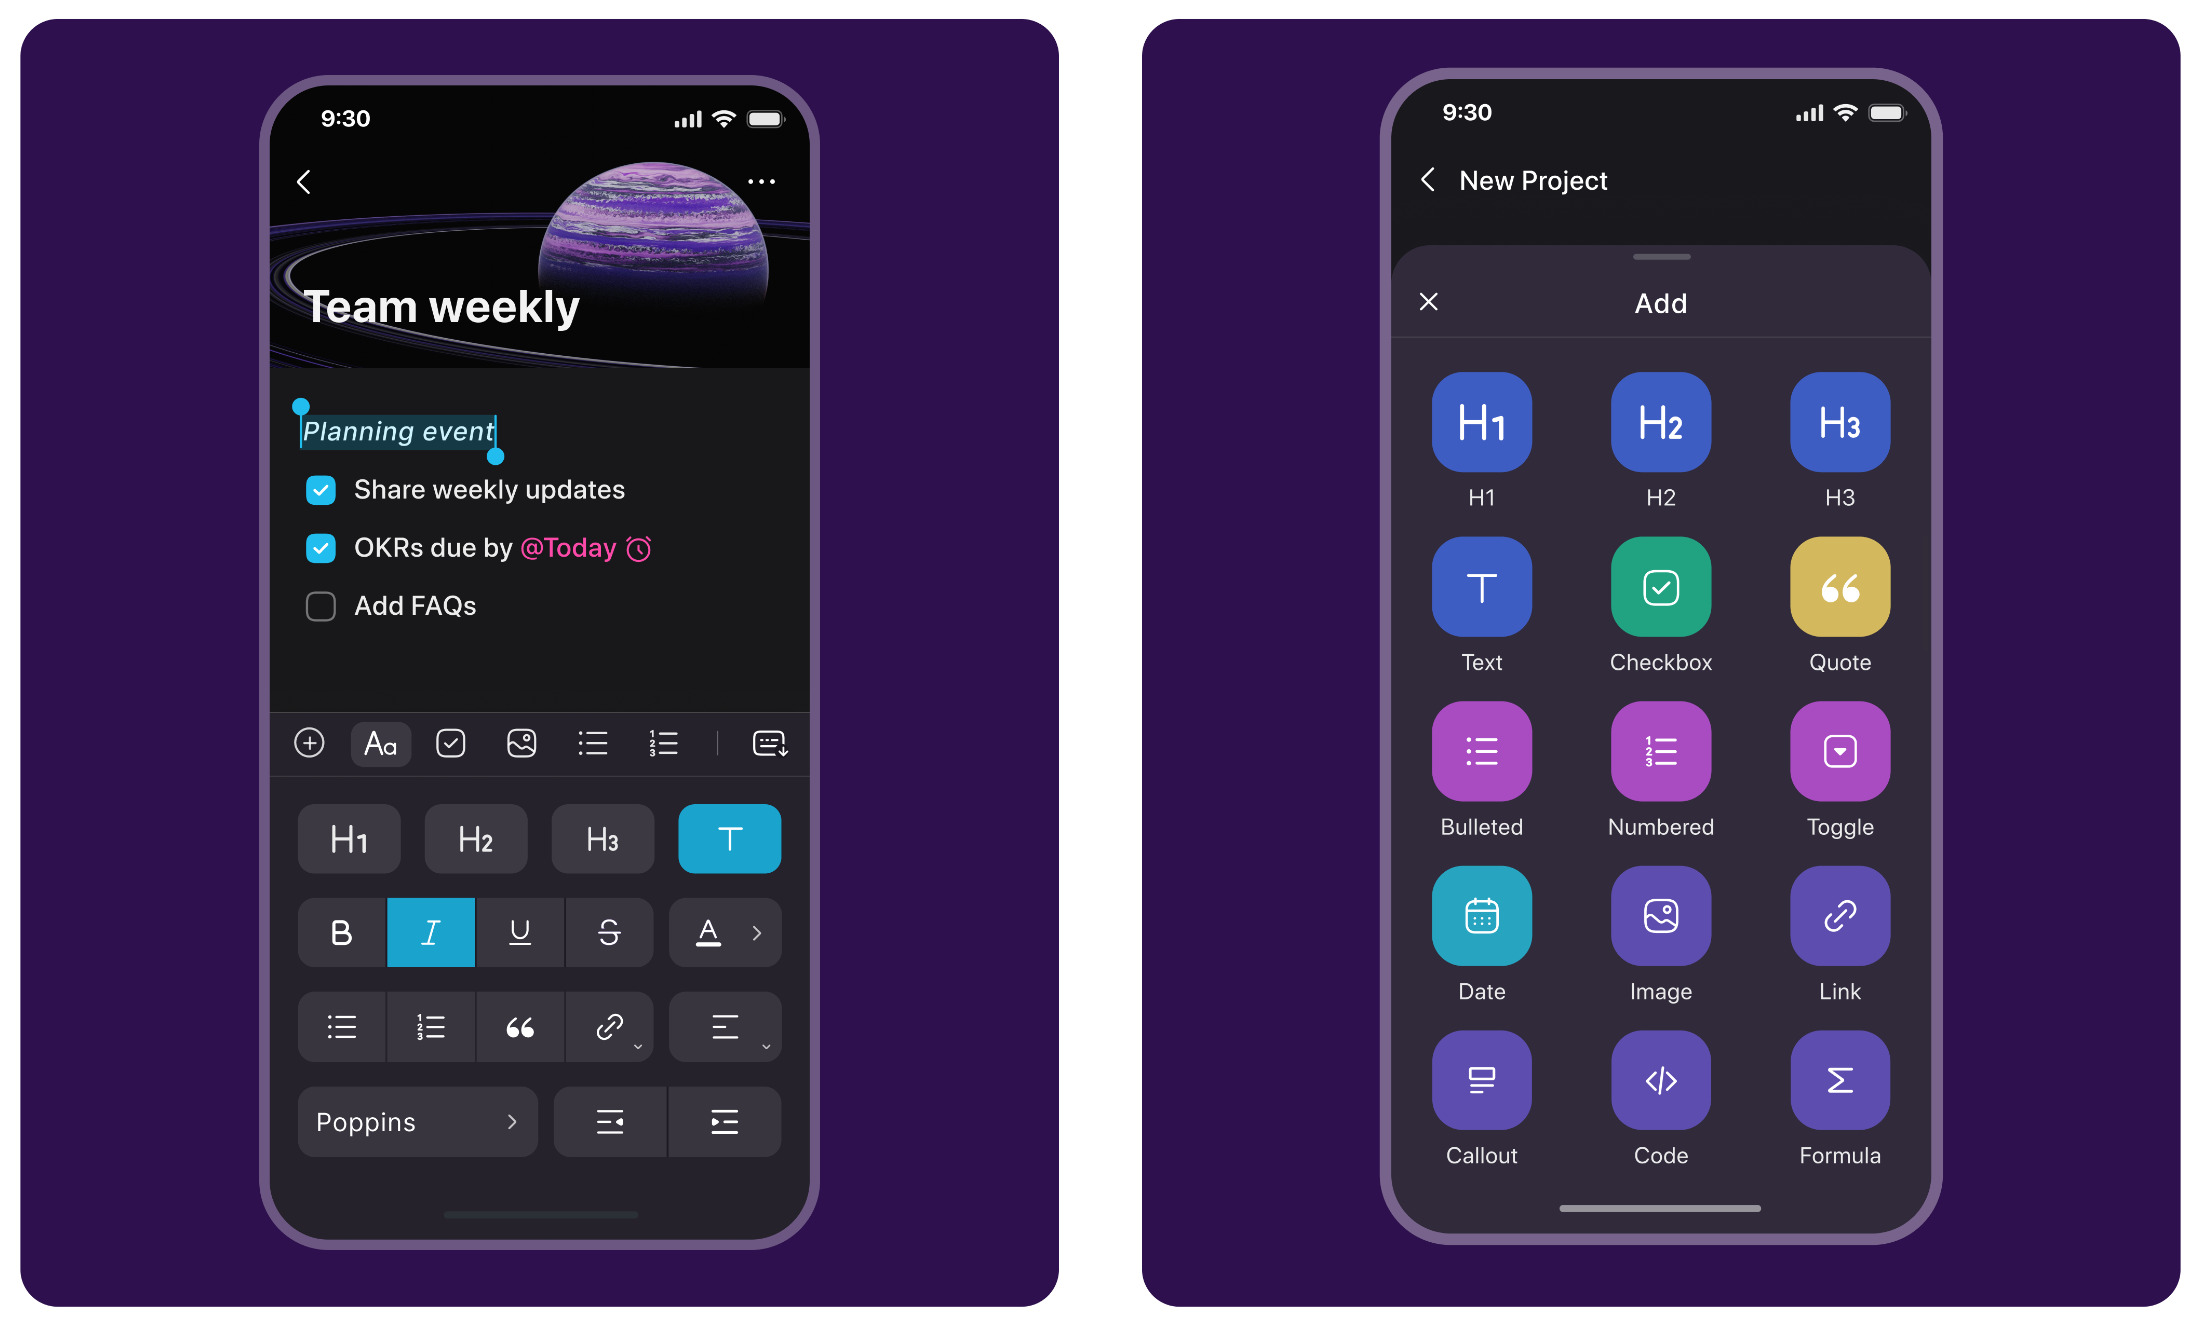 9:30
Team weekly
Planning event
Share weekly updates
OKRs due by @Today
Add FAQs
Aa
H1 H2 H3 T
B I U S A
Poppins
9:30
New Project
Add
H1 H2 H3
H1 H2 H3
T
Text Checkbox Quote
Bulleted Numbered Toggle
Date Image Link
Callout Code Formula